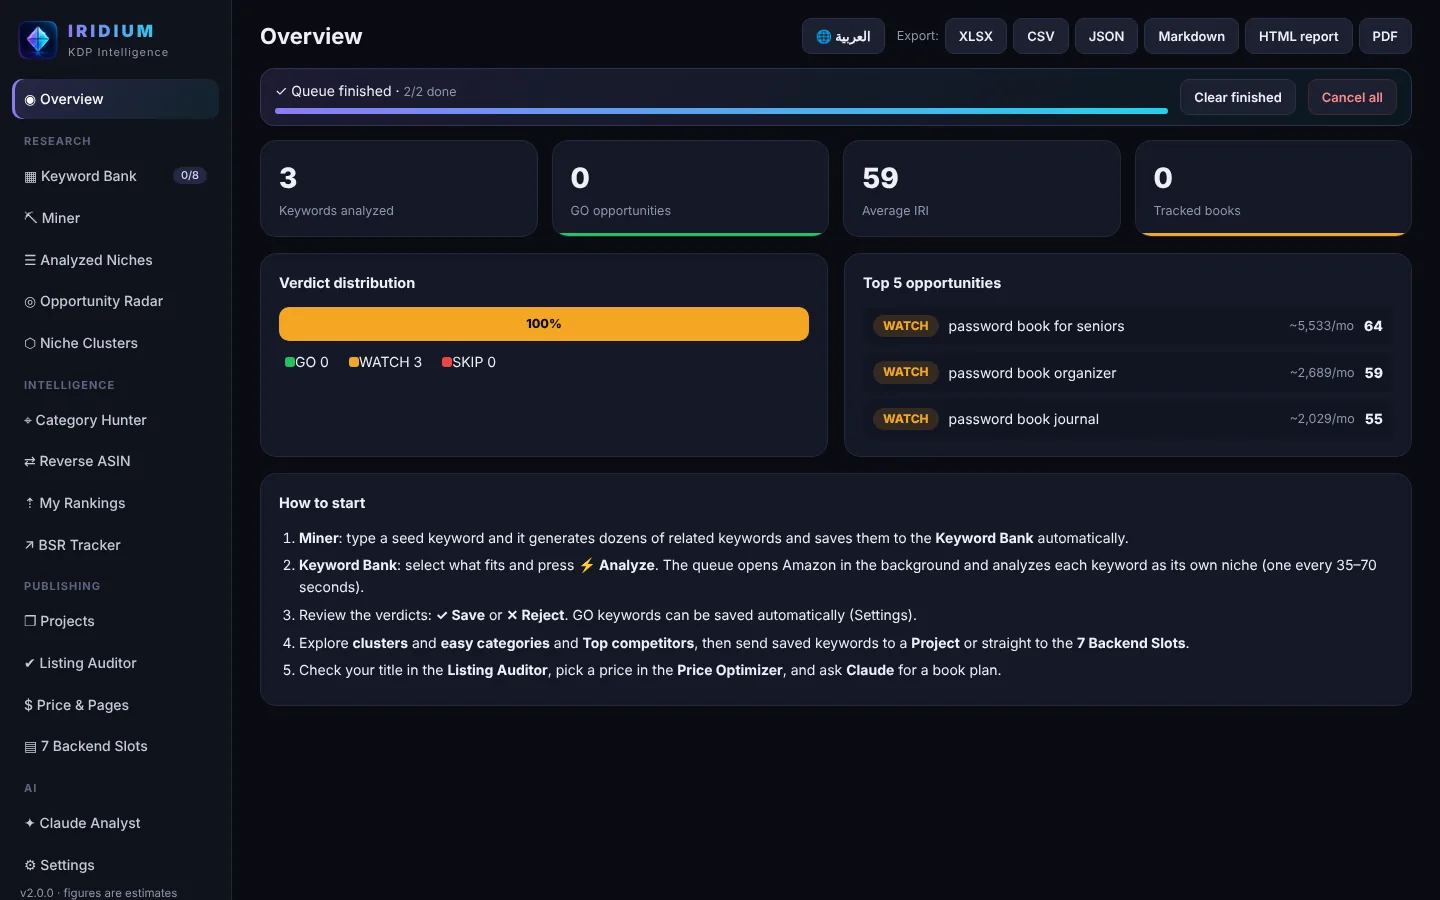 IRIDIUM
KDP Intelligence
Overview
RESEARCH
Keyword Bank 0/8
Miner
Analyzed Niches
Opportunity Radar
Niche Clusters
INTELLIGENCE
Category Hunter
Reverse ASIN
My Rankings
BSR Tracker
PUBLISHING
Projects
Listing Auditor
$ Price & Pages
7 Backend Slots
AI
Claude Analyst
Settings
v2.0.0 · figures are estimates
Overview
العربية Export: XLSX CSV JSON Markdown HTML report PDF
✓ Queue finished · 2/2 done
Clear finished Cancel all
3
Keywords analyzed
0
GO opportunities
59
Average IRI
0
Tracked books
Verdict distribution
100%
GO 0 WATCH 3 SKIP 0
Top 5 opportunities
WATCH password book for seniors ~5,533/mo 64
WATCH password book organizer ~2,689/mo 59
WATCH password book journal ~2,029/mo 55
How to start
1. Miner: type a seed keyword and it generates dozens of related keywords and saves them to the Keyword Bank automatically.
2. Keyword Bank: select what fits and press ⚡ Analyze. The queue opens Amazon in the background and analyzes each keyword as its own niche (one every 35–70
seconds).
3. Review the verdicts: ✓ Save or ✕ Reject. GO keywords can be saved automatically (Settings).
4. Explore clusters and easy categories and Top competitors, then send saved keywords to a Project or straight to the 7 Backend Slots.
5. Check your title in the Listing Auditor, pick a price in the Price Optimizer, and ask Claude for a book plan.